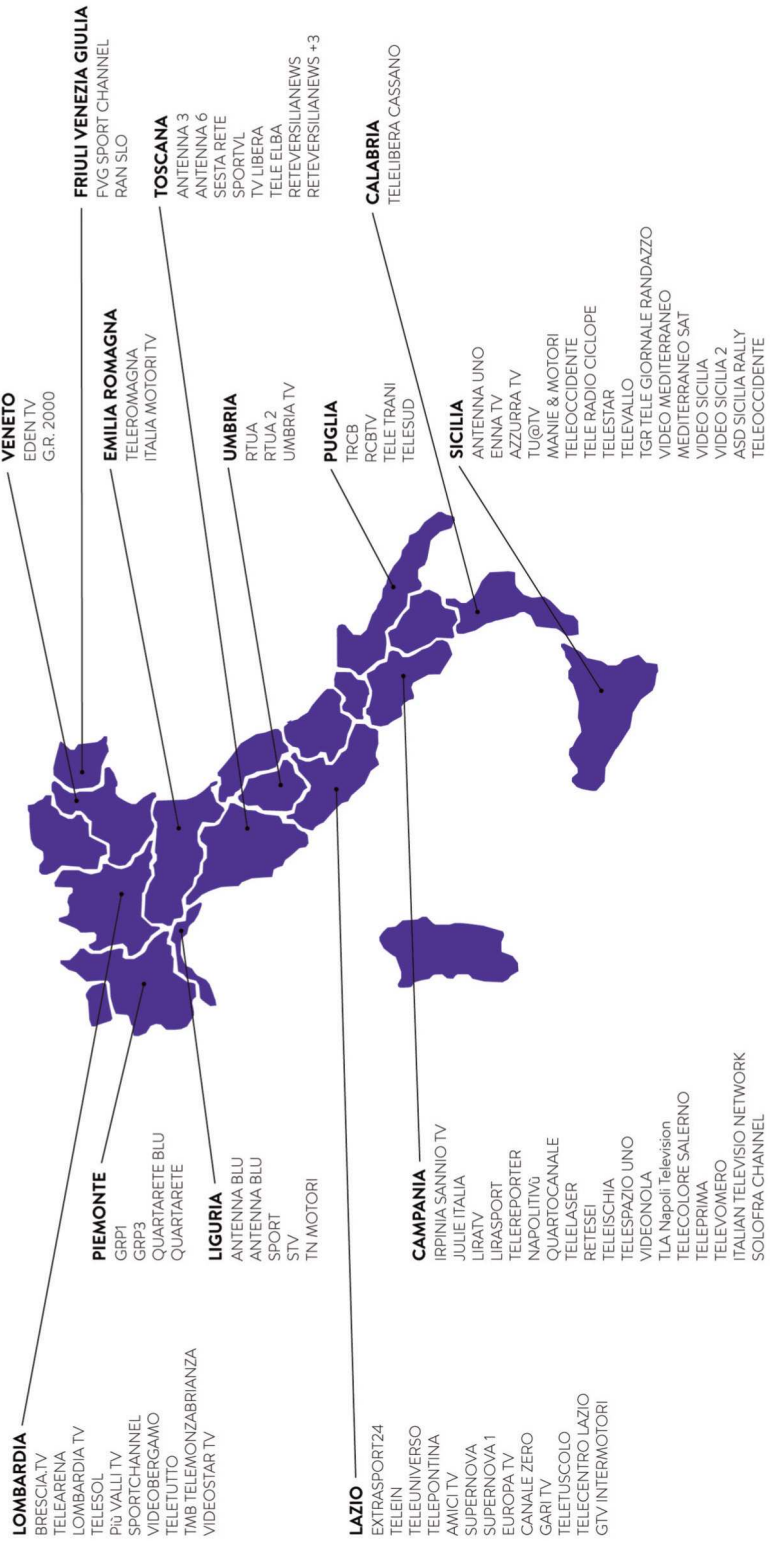 LOMBARDIA
BRESCIA.TV
TELEARENA
LOMBARDIA TV
TELESOL
Più VALLI TV
SPORTCHANNEL
VIDEOBERGAMO
TELETUTTO
TMB TELEMONZABRIANZA
VIDEOSTAR TV
PIEMONTE
GRP1
GRP3
QUARTARETE BLU
QUARTARETE
LIGURIA
ANTENNA BLU
ANTENNA BLU
SPORT
STV
TN MOTORI
LAZIO
EXTRASPORT24
TELEIN
TELEUNIVERSO
TELEPONTINA
AMICI TV
SUPERNOVA
SUPERNOVA 1
EUROPA TV
CANALE ZERO
GARI TV
TELETUSCOLO
TELECENTRO LAZIO
GTV INTERMOTORI
CAMPANIA
IRPINIA SANNIO TV
JULIE ITALIA
LIRATV
LIRASPORT
TELEREPORTER
NAPOLITIVù
QUARTOCANALE
TELELASER
RETESEI
TELEISCHIA
TELESPAZIO UNO
VIDEONOLA
TLA Napoli Television
TELECOLORE SALERNO
TELEPRIMA
TELEVOMERO
ITALIAN TELEVISIO NETWORK
SOLOFRA CHANNEL
VENETO
EDEN TV
G.R. 2000
FRIULI VENEZIA GIULIA
FVG SPORT CHANNEL
RAN SLO
EMILIA ROMAGNA
TELEROMAGNA
ITALIA MOTORI TV
TOSCANA
ANTENNA 3
ANTENNA 6
SESTA RETE
SPORTVL
TV LIBERA
TELE ELBA
RETEVERSILIANEWS
RETEVERSILIANEWS +3
UMBRIA
RTUA
RTUA 2
UMBRIA TV
PUGLIA
TRCB
RCBTV
TELE TRANI
TELESUD
CALABRIA
TELELIBERA CASSANO
SICILIA
ANTENNA UNO
ENNA TV
AZZURRA TV
TU@TV
MANIE & MOTORI
TELEOCCIDENTE
TELE RADIO CICLOPE
TELESTAR
TELEVALLO
TGR TELE GIORNALE RANDAZZO
VIDEO MEDITERRANEO
MEDITERRANEO SAT
VIDEO SICILIA
VIDEO SICILIA 2
ASD SICILIA RALLY
TELEOCCIDENTE